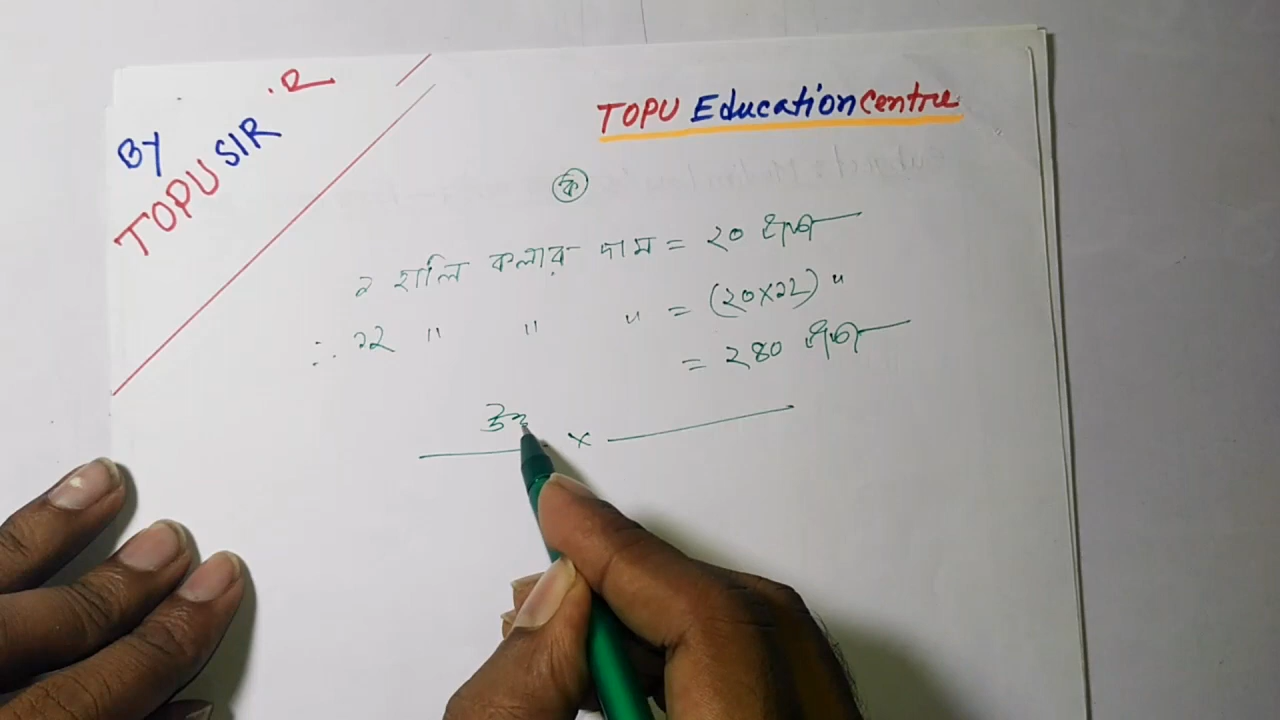 BY
TOPU SIR
TOPU Education Centre
ক
১ হালি কলার দাম = ২০ টাকা
∴ ১২ " " " = (২০×১২) "
= ২৪০ টাকা
×